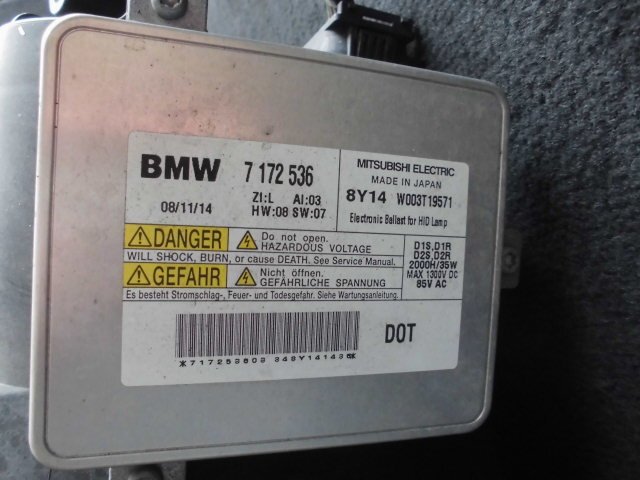 BMW 7 172 536
08/11/14 ZI:L AI:03
HW:08 SW:07
MITSUBISHI ELECTRIC
MADE IN JAPAN
8Y14 W003T19571
Electronic Ballast for HID Lamp
DANGER Do not open.
HAZARDOUS VOLTAGE
WILL SHOCK, BURN, or cause DEATH. See Service Manual.
GEFAHR Nicht öffnen.
GEFÄHRLICHE SPANNUNG
Es besteht Stromschlag-, Feuer- und Todesgefahr. Siehe Wartungsanleitung.
D1S,D1R
D2S,D2R
2000H/35W
MAX 1300V DC
85V AC
DOT